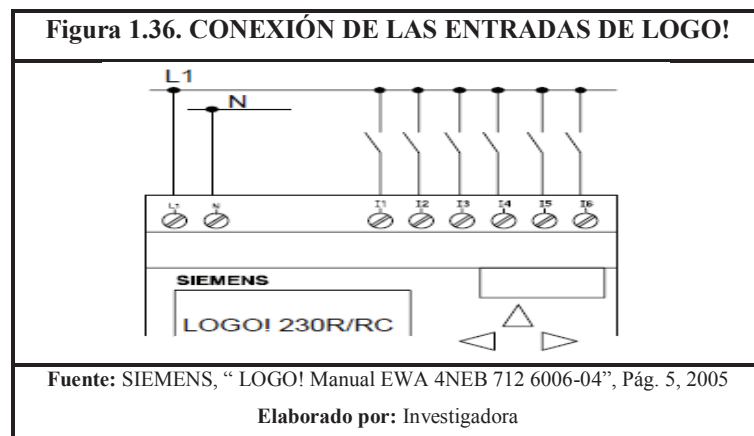 Figura 1.36. CONEXIÓN DE LAS ENTRADAS DE LOGO!
L1
N
L1 N I1 I2 I3 I4 I5 I6
SIEMENS
LOGO! 230R/RC
Fuente: SIEMENS, “ LOGO! Manual EWA 4NEB 712 6006-04”, Pág. 5, 2005
Elaborado por: Investigadora